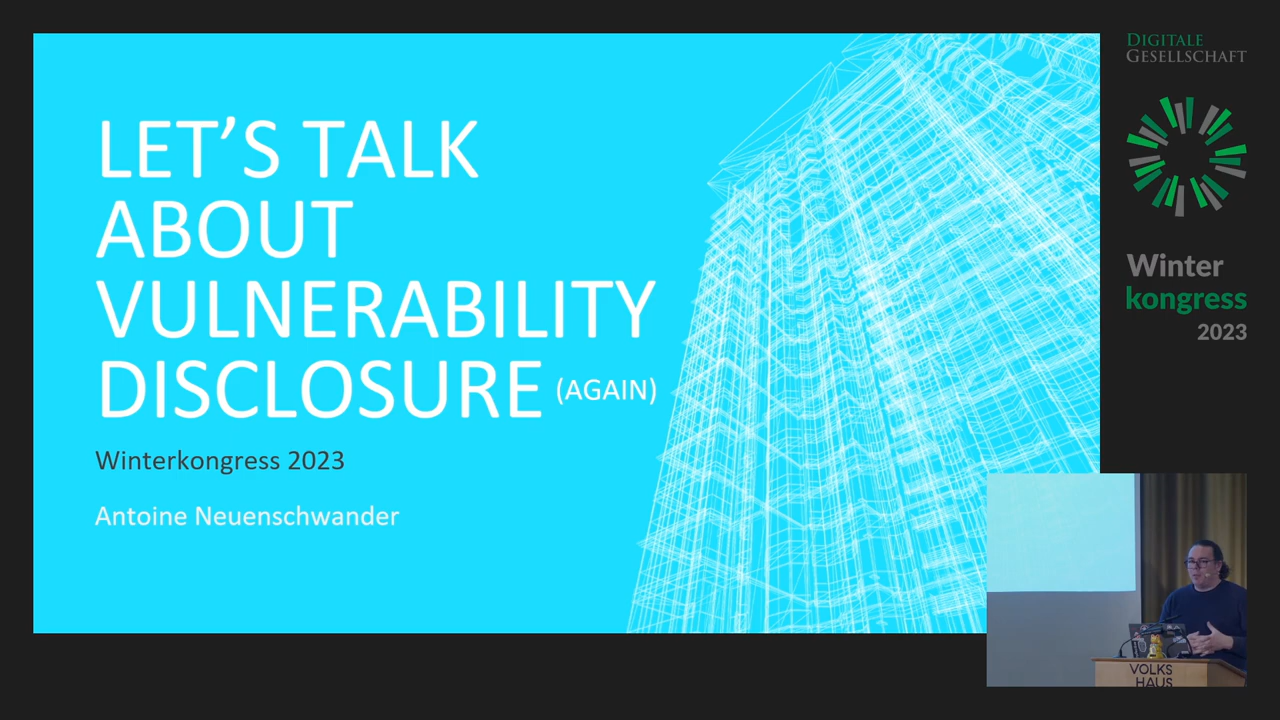 LET'S TALK
ABOUT
VULNERABILITY
DISCLOSURE (AGAIN)
Winterkongress 2023
Antoine Neuenschwander
DIGITALE
GESELLSCHAFT
Winter
kongress
2023
VOLKS
HAUS